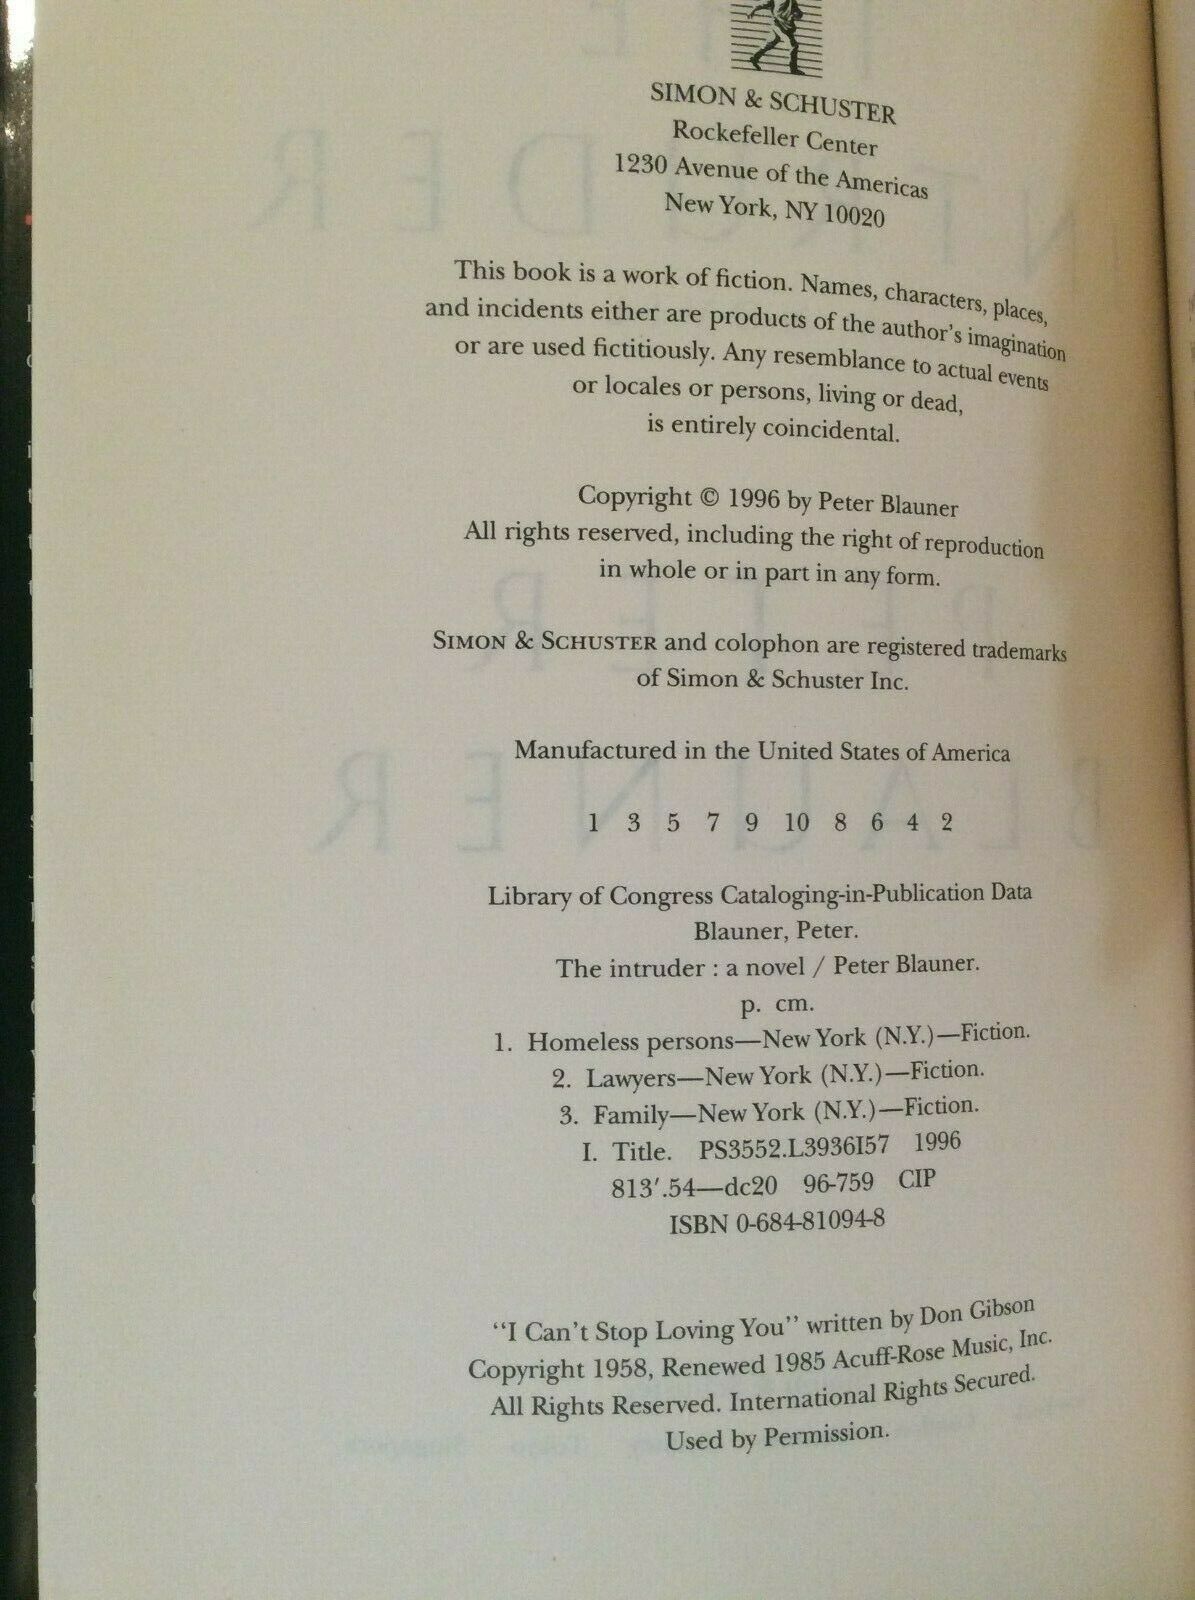 SIMON & SCHUSTER
Rockefeller Center
1230 Avenue of the Americas
New York, NY 10020
This book is a work of fiction. Names, characters, places,
and incidents either are products of the author's imagination
or are used fictitiously. Any resemblance to actual events
or locales or persons, living or dead,
is entirely coincidental.
Copyright © 1996 by Peter Blauner
All rights reserved, including the right of reproduction
in whole or in part in any form.
SIMON & SCHUSTER and colophon are registered trademarks
of Simon & Schuster Inc.
Manufactured in the United States of America
1 3 5 7 9 10 8 6 4 2
Library of Congress Cataloging-in-Publication Data
Blauner, Peter.
The intruder : a novel / Peter Blauner.
p. cm.
1. Homeless persons—New York (N.Y.)—Fiction.
2. Lawyers—New York (N.Y.)—Fiction.
3. Family—New York (N.Y.)—Fiction.
I. Title. PS3552.L3936I57 1996
813'.54—dc20 96-759 CIP
ISBN 0-684-81094-8
"I Can't Stop Loving You" written by Don Gibson
Copyright 1958, Renewed 1985 Acuff-Rose Music, Inc.
All Rights Reserved. International Rights Secured.
Used by Permission.